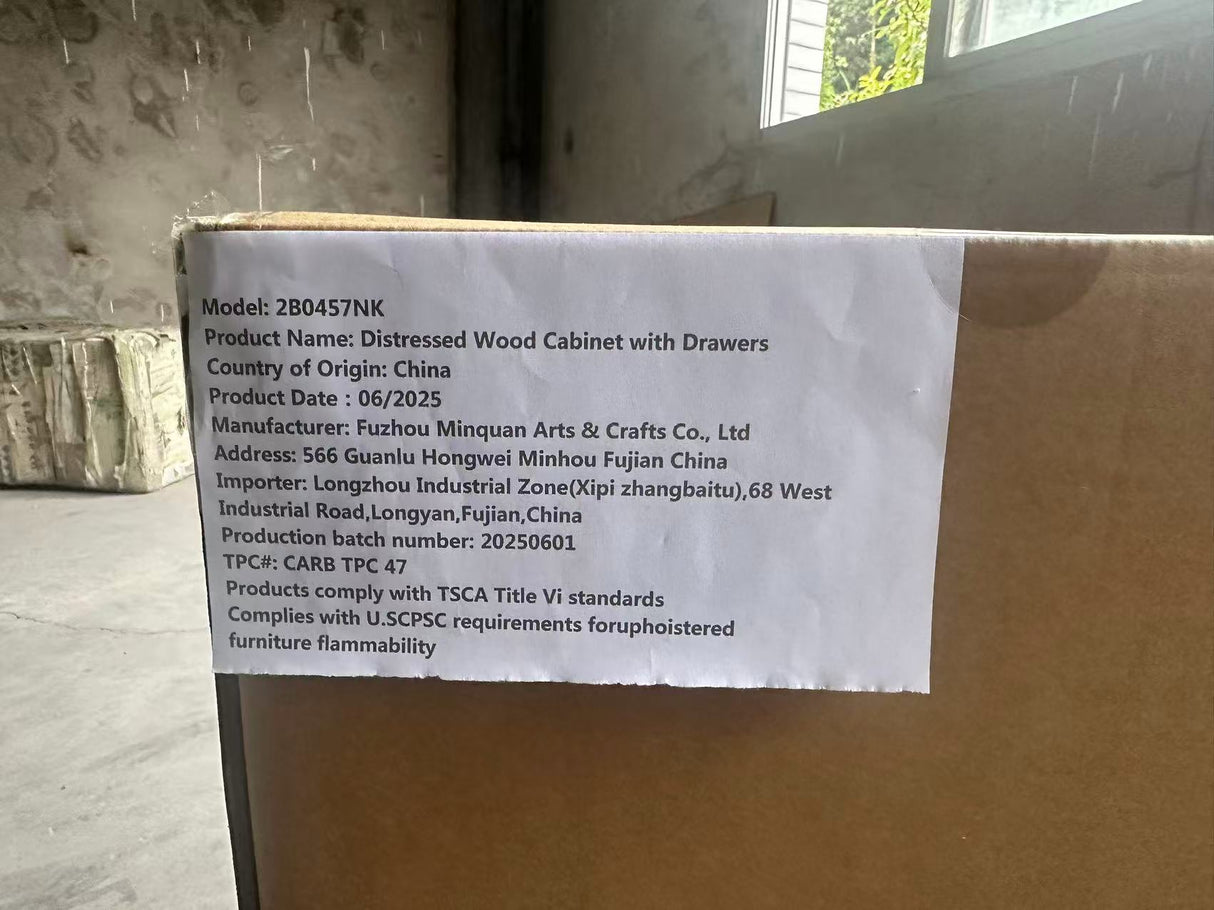 Model: 2B0457NK
Product Name: Distressed Wood Cabinet with Drawers
Country of Origin: China
Product Date : 06/2025
Manufacturer: Fuzhou Minquan Arts & Crafts Co., Ltd
Address: 566 Guanlu Hongwei Minhou Fujian China
Importer: Longzhou Industrial Zone(Xipi zhangbaitu),68 West
Industrial Road,Longyan,Fujian,China
Production batch number: 20250601
TPC#: CARB TPC 47
Products comply with TSCA Title Vi standards
Complies with U.SCPSC requirements foruphoistered
furniture flammability